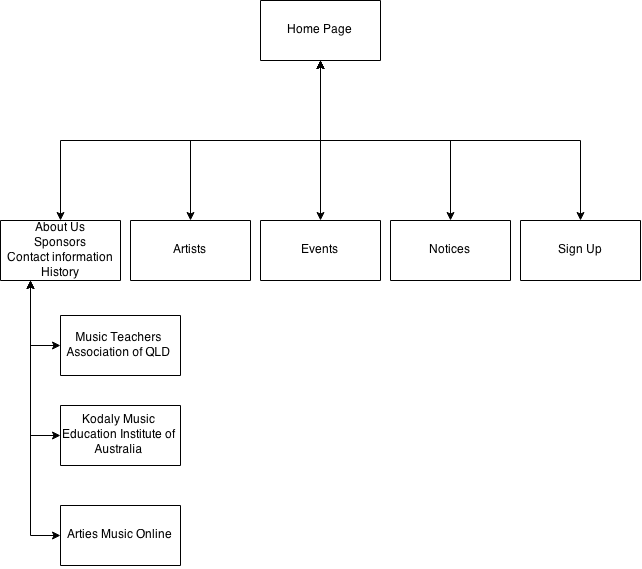 Home Page
About Us
Sponsors
Contact information
History
Artists
Events
Notices
Sign Up
Music Teachers
Association of QLD
Kodaly Music
Education Institute of
Australia
Arties Music Online